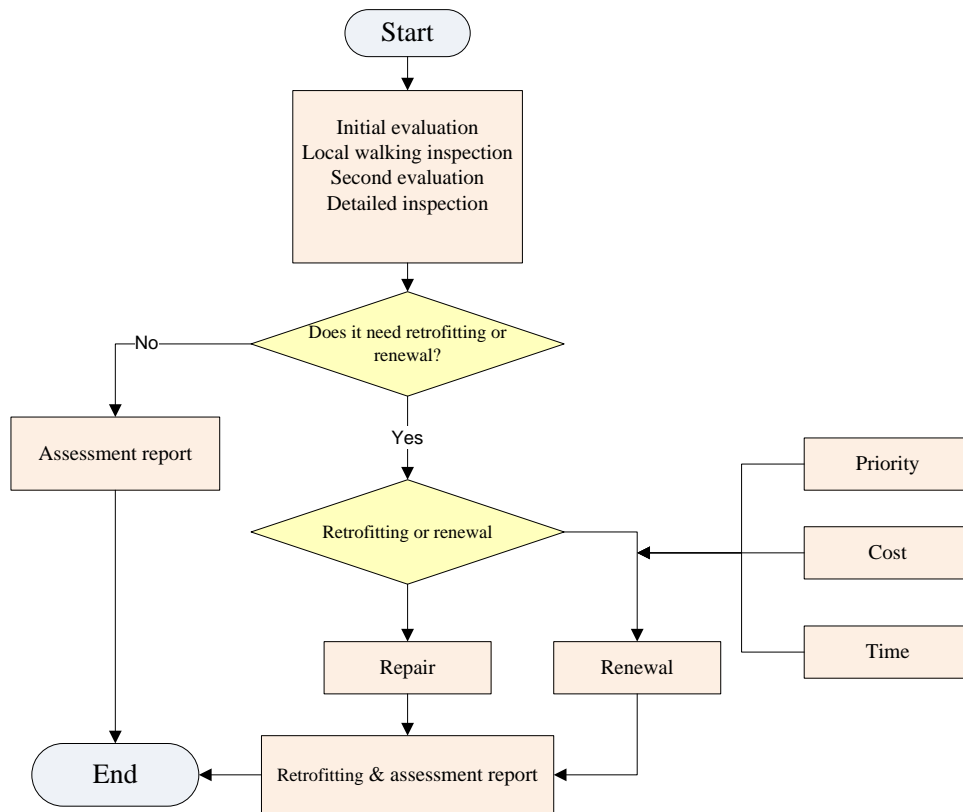 Start
Initial evaluation
Local walking inspection
Second evaluation
Detailed inspection
Does it need retrofitting or
renewal?
No
Yes
Assessment report
Retrofitting or renewal
Priority
Cost
Time
Repair
Renewal
Retrofitting & assessment report
End